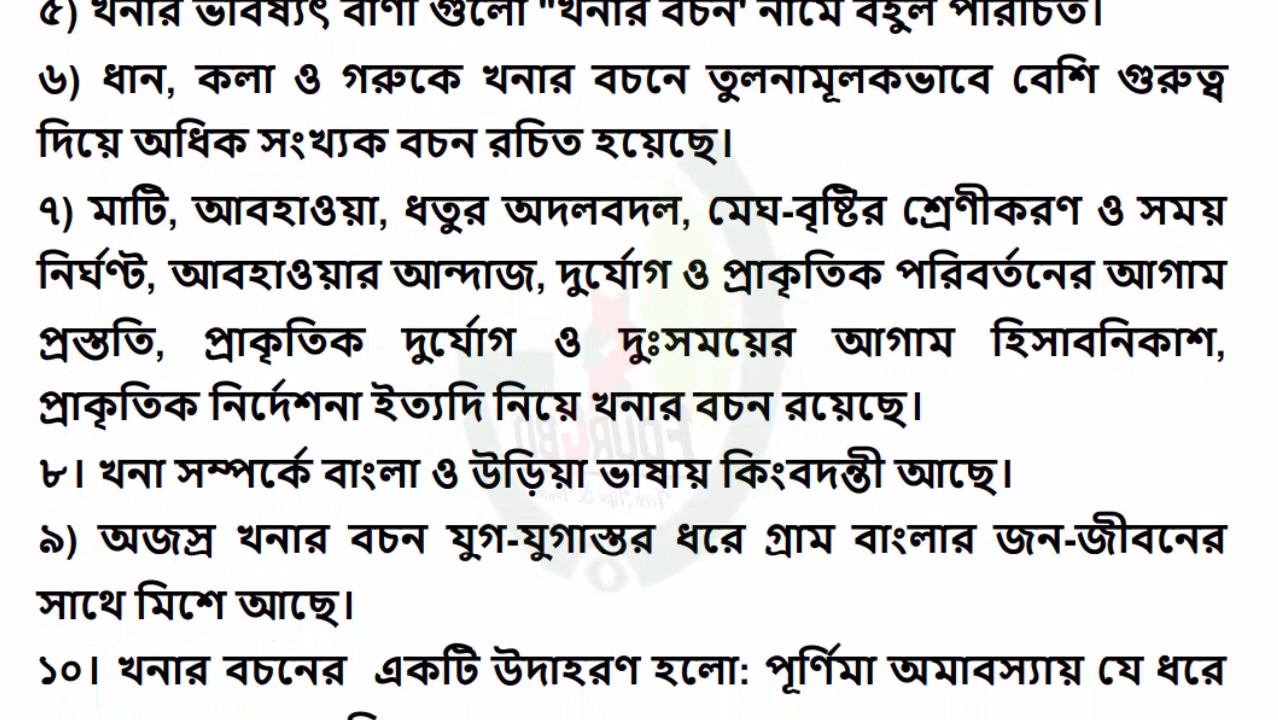 ৫) খনার ভবিষ্যৎ বাণী গুলো "খনার বচন' নামে বহুল পরিচিত।
৬) ধান, কলা ও গরুকে খনার বচনে তুলনামূলকভাবে বেশি গুরুত্ব
দিয়ে অধিক সংখ্যক বচন রচিত হয়েছে।
৭) মাটি, আবহাওয়া, ধতুর অদলবদল, মেঘ-বৃষ্টির শ্রেণীকরণ ও সময়
নির্ঘণ্ট, আবহাওয়ার আন্দাজ, দুর্যোগ ও প্রাকৃতিক পরিবর্তনের আগাম
প্রস্ততি, প্রাকৃতিক দুর্যোগ ও দুঃসময়ের আগাম হিসাবনিকাশ,
প্রাকৃতিক নির্দেশনা ইত্যদি নিয়ে খনার বচন রয়েছে।
৮। খনা সম্পর্কে বাংলা ও উড়িয়া ভাষায় কিংবদন্তী আছে।
৯) অজস্র খনার বচন যুগ-যুগাস্তর ধরে গ্রাম বাংলার জন-জীবনের
সাথে মিশে আছে।
১০। খনার বচনের একটি উদাহরণ হলো: পূর্ণিমা অমাবস্যায় যে ধরে